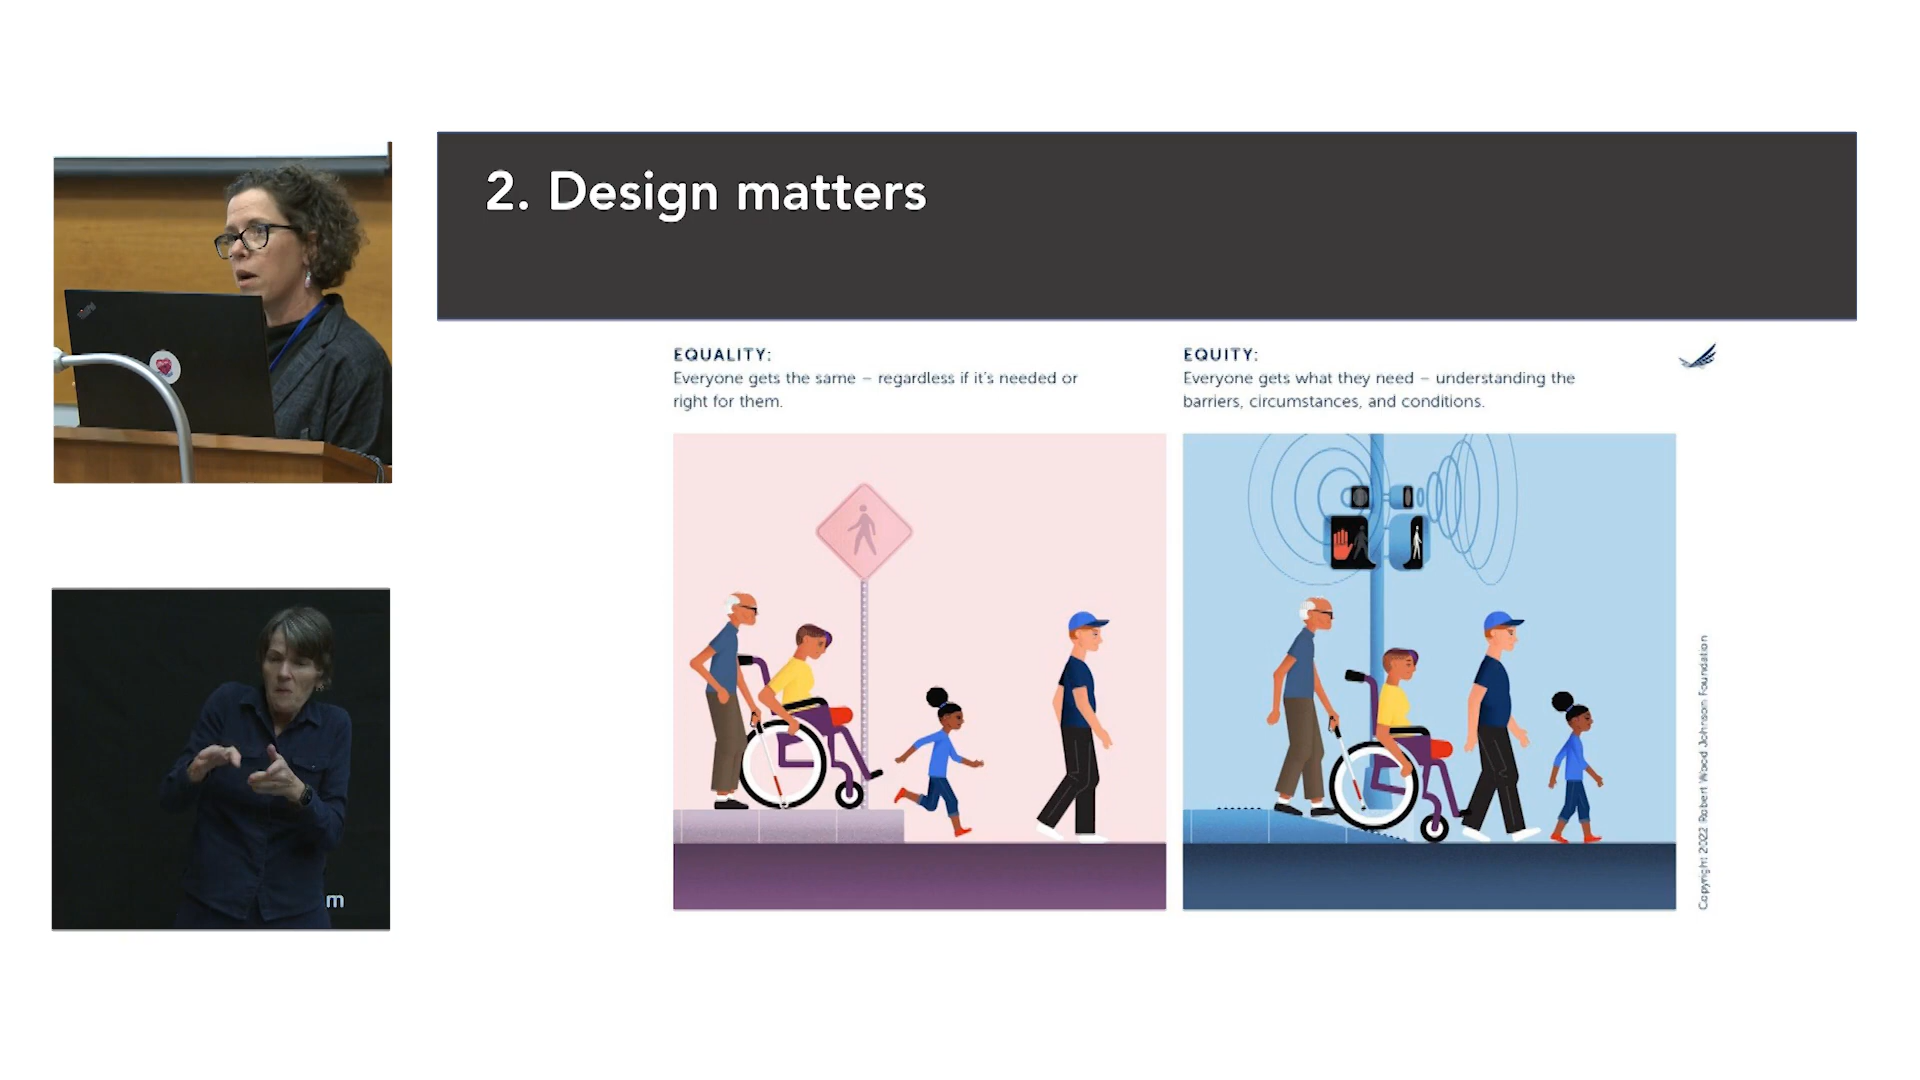 2. Design matters
EQUALITY:
Everyone gets the same – regardless if it's needed or
right for them.
EQUITY:
Everyone gets what they need – understanding the
barriers, circumstances, and conditions.
Copyright 2022 Robert Wood Johnson Foundation
m